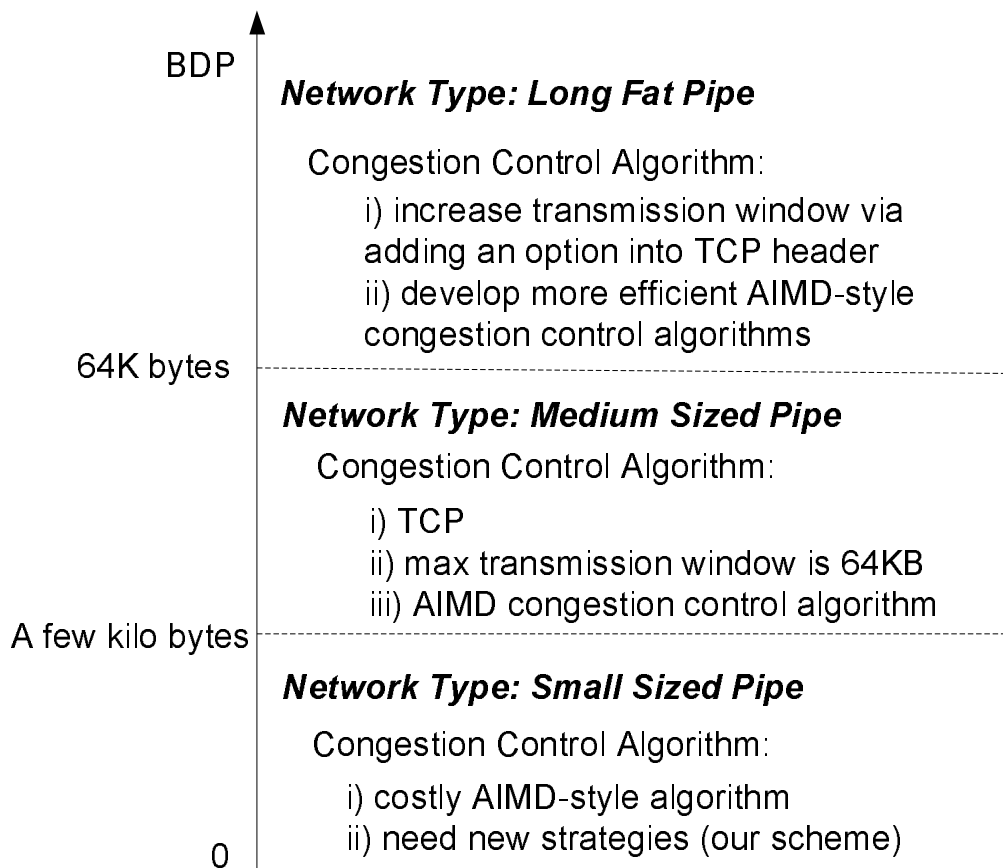 BDP
Network Type: Long Fat Pipe
Congestion Control Algorithm:
i) increase transmission window via
adding an option into TCP header
ii) develop more efficient AIMD-style
congestion control algorithms
64K bytes
Network Type: Medium Sized Pipe
Congestion Control Algorithm:
i) TCP
ii) max transmission window is 64KB
iii) AIMD congestion control algorithm
A few kilo bytes
Network Type: Small Sized Pipe
Congestion Control Algorithm:
i) costly AIMD-style algorithm
ii) need new strategies (our scheme)
0